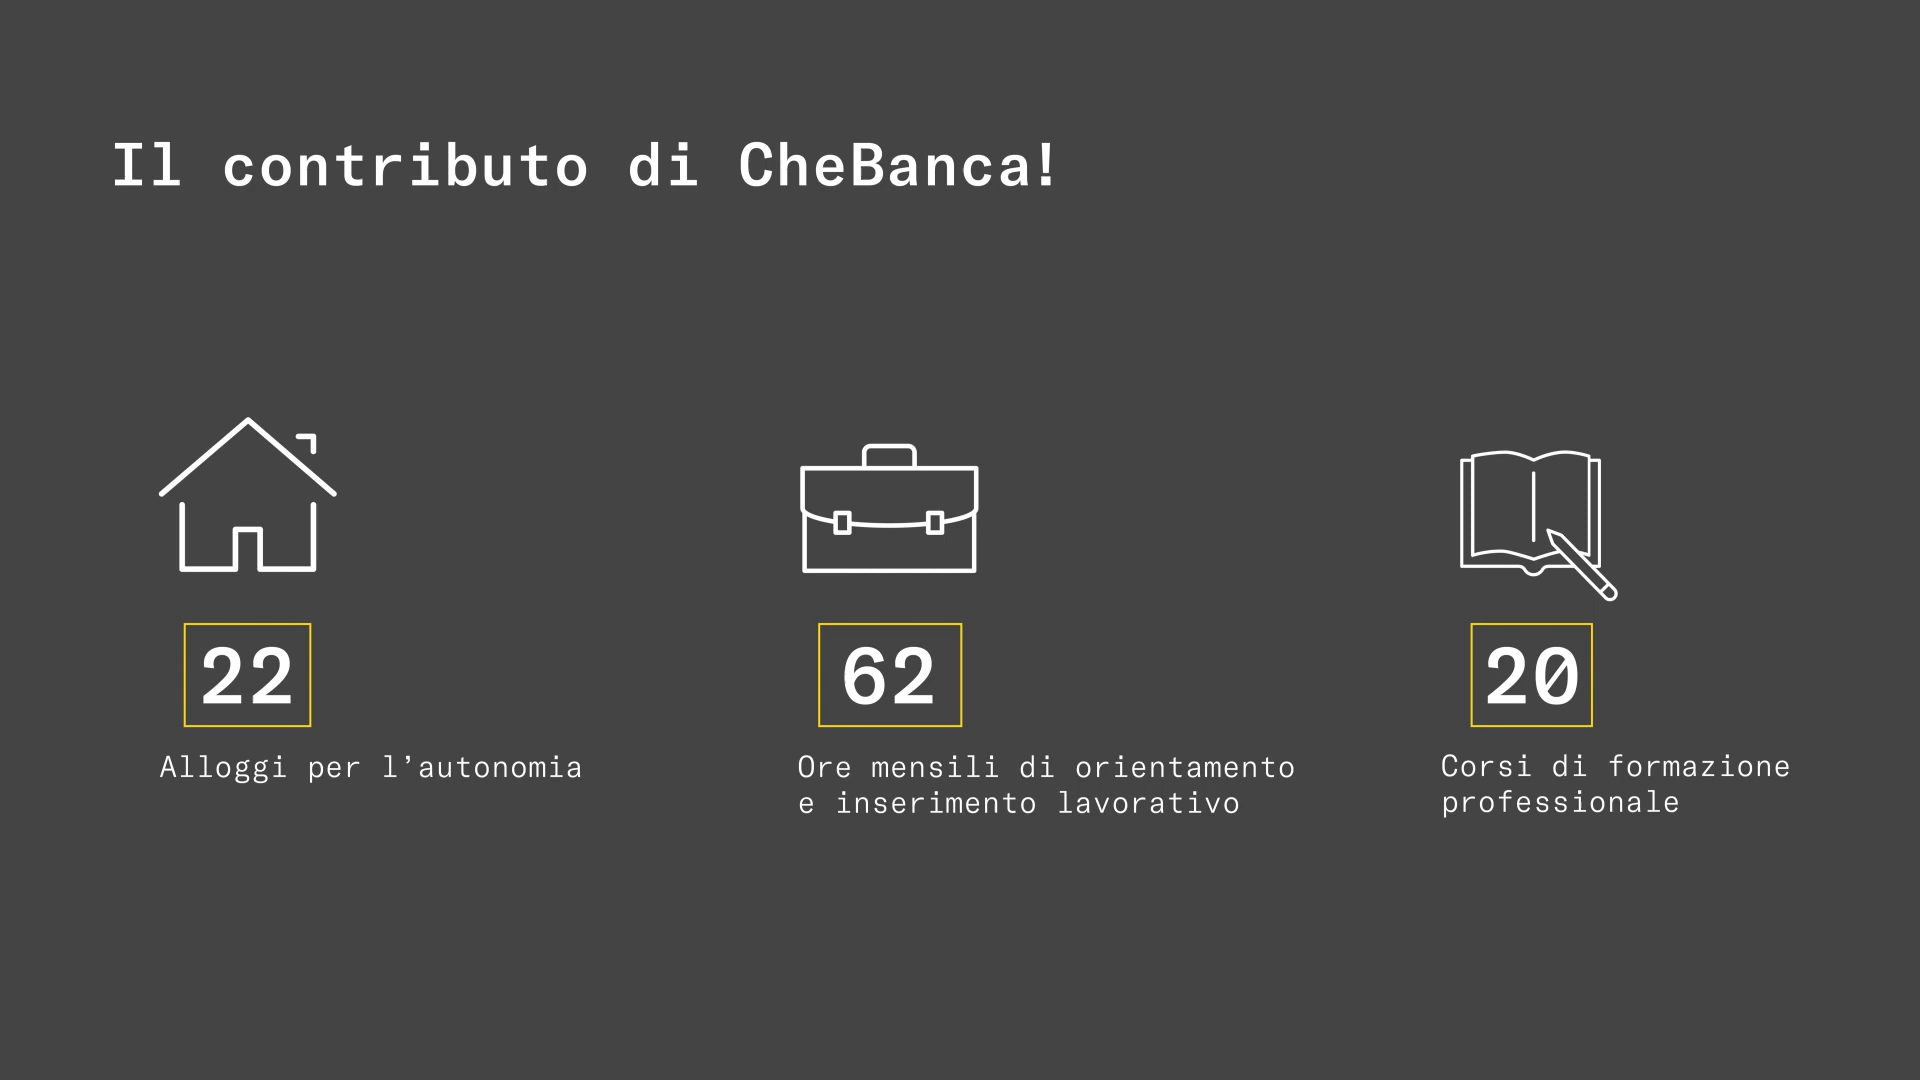 Il contributo di CheBanca!
22
Alloggi per l’autonomia
62
Ore mensili di orientamento
e inserimento lavorativo
20
Corsi di formazione
professionale